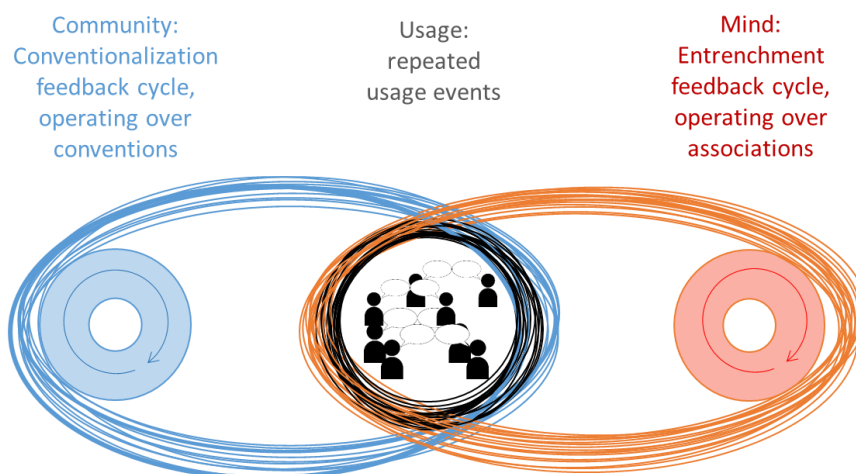 Community:
Conventionalization
feedback cycle,
operating over
conventions
Usage:
repeated
usage events
Mind:
Entrenchment
feedback cycle,
operating over
associations